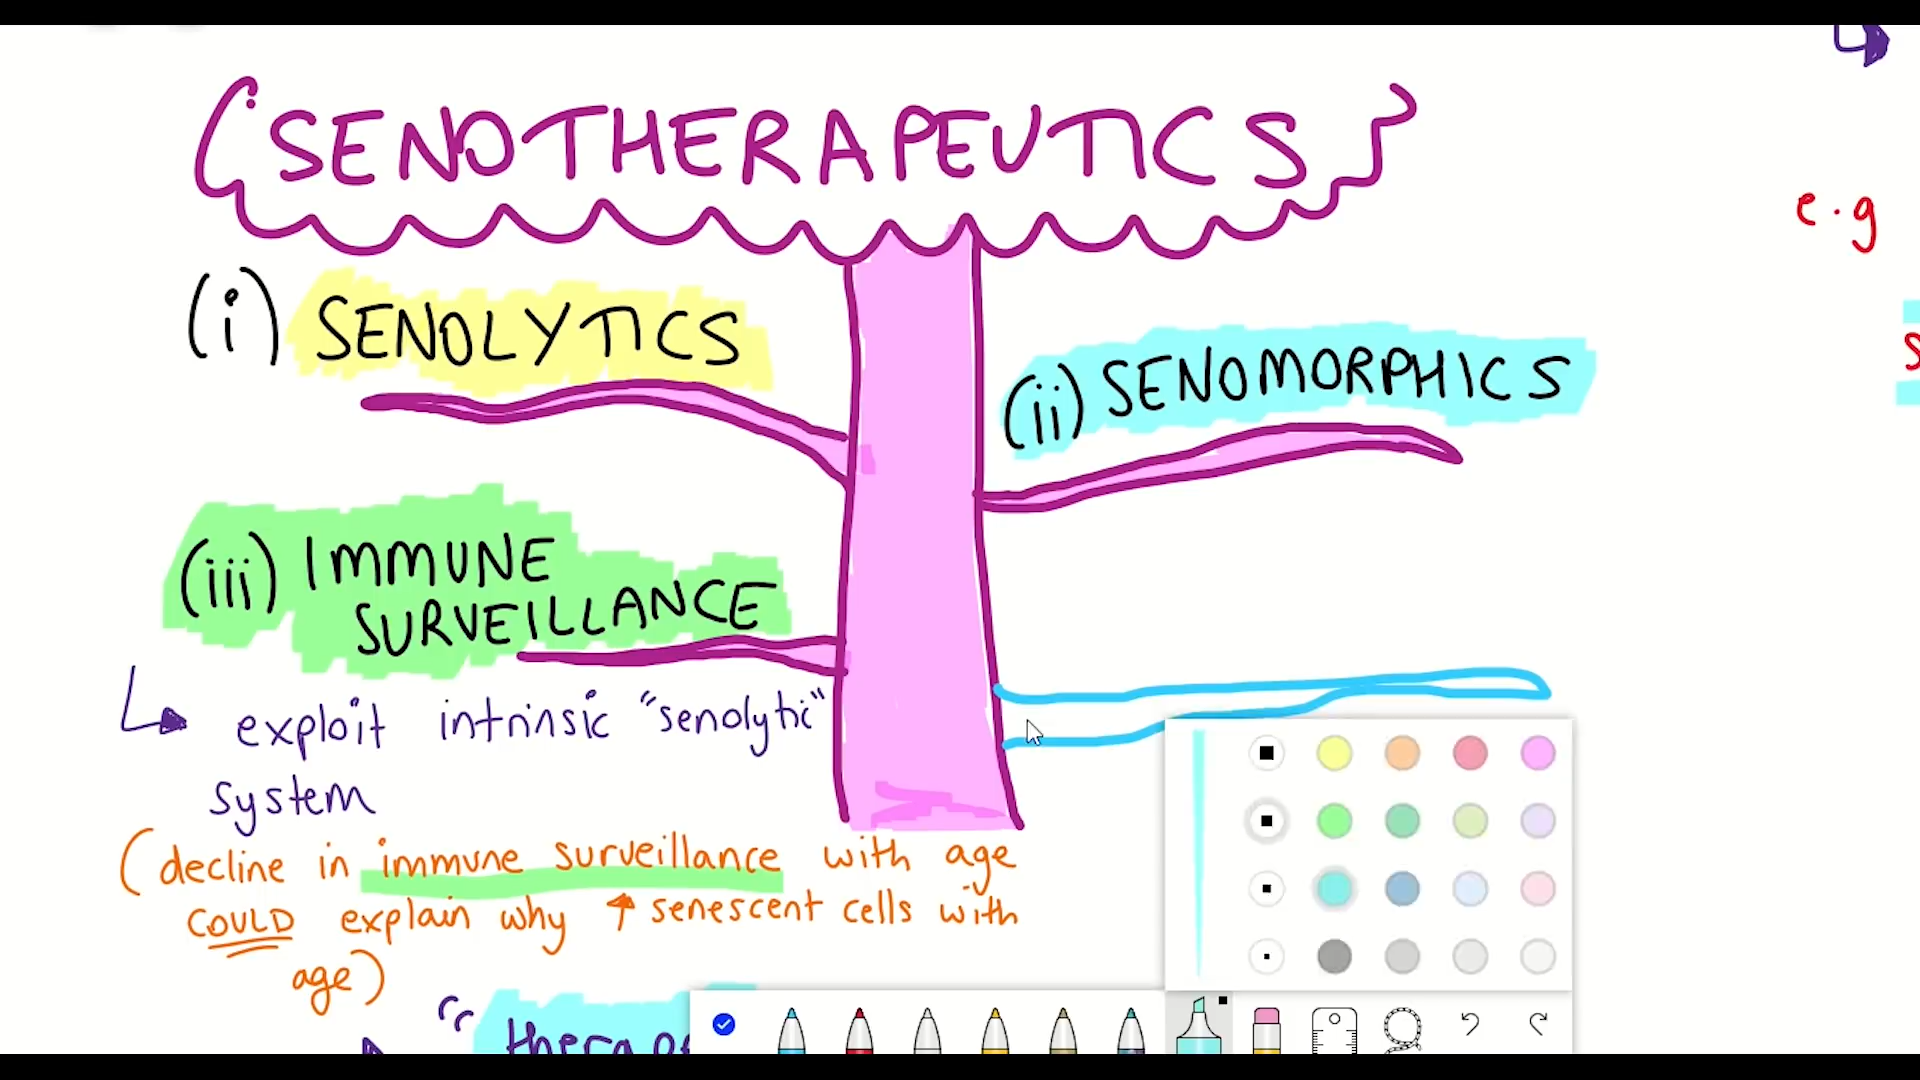 SENOTHERAPEUTICS
(i) SENOLYTICS
(ii) SENOMORPHICS
(iii) IMMUNE
SURVEILLANCE
exploit intrinsic "senolytic"
system
(decline in immune surveillance with age
COULD explain why ↑ senescent cells with
age)
e.g